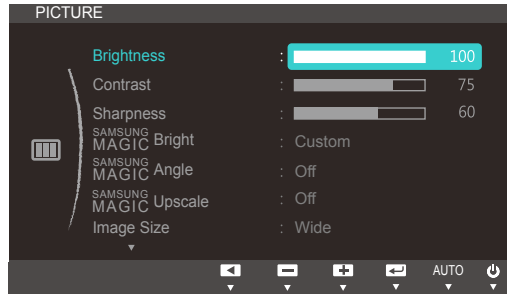 PICTURE
Brightness : 100
Contrast : 75
Sharpness : 60
SAMSUNG MAGIC Bright : Custom
SAMSUNG MAGIC Angle : Off
SAMSUNG MAGIC Upscale : Off
Image Size : Wide
AUTO